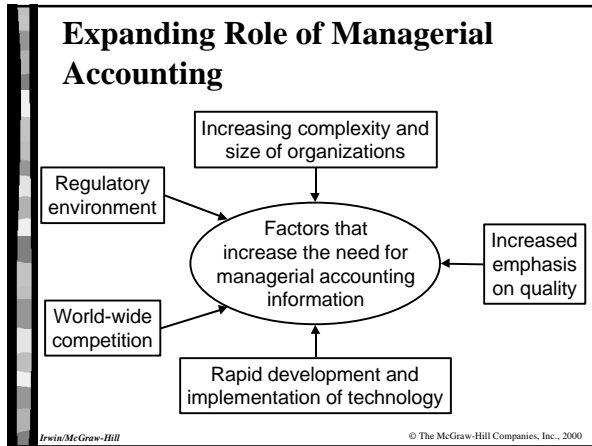 Expanding Role of Managerial
Accounting
Increasing complexity and
size of organizations
Regulatory
environment
Factors that
increase the need for
managerial accounting
information
Increased
emphasis
on quality
World-wide
competition
Rapid development and
implementation of technology
Irwin/McGraw-Hill
© The McGraw-Hill Companies, Inc., 2000